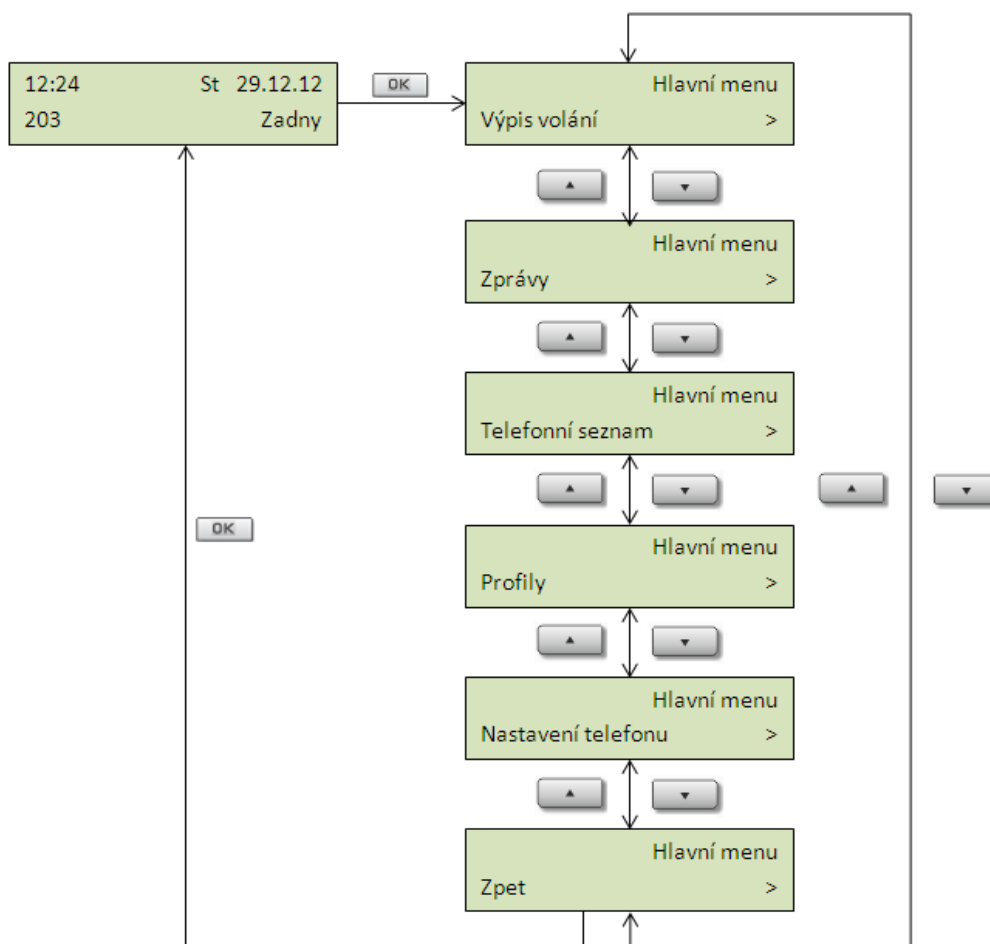 12:24 St 29.12.12
203 Zadny
OK
Hlavní menu
Výpis volání >
Hlavní menu
Zprávy >
Hlavní menu
Telefonní seznam >
OK
Hlavní menu
Profily >
Hlavní menu
Nastavení telefonu >
Hlavní menu
Zpet >